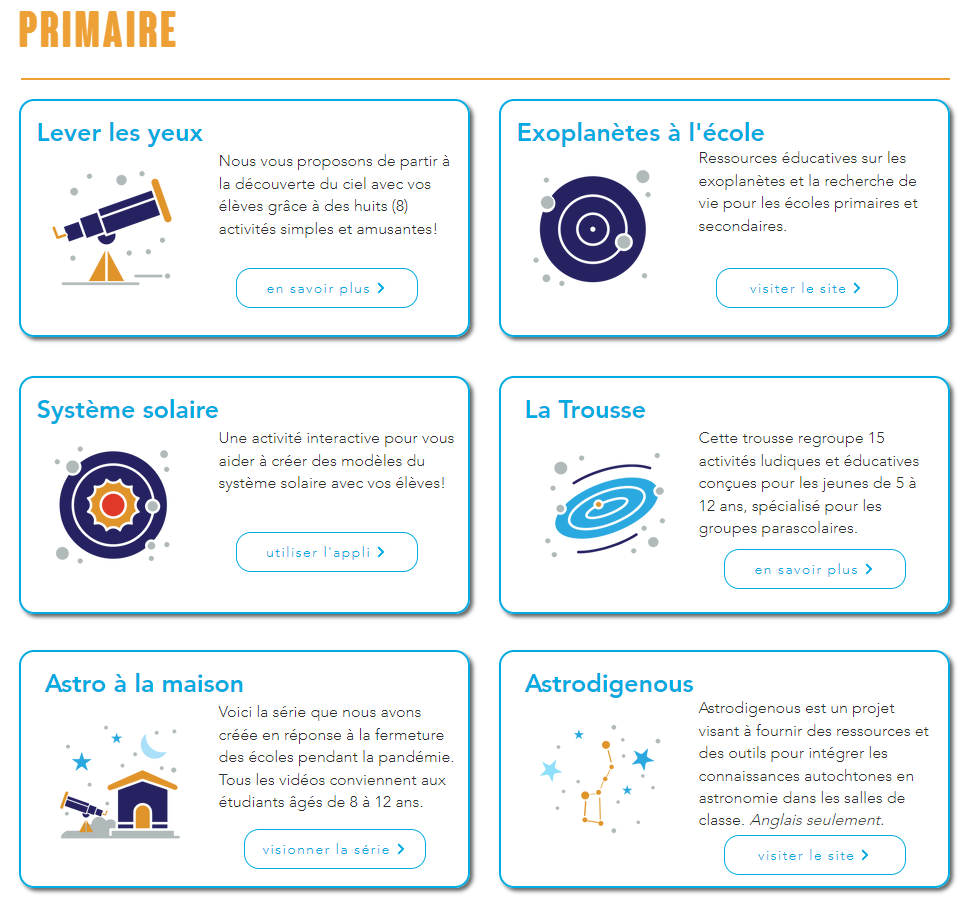 PRIMAIRE
Lever les yeux
Nous vous proposons de partir à
la découverte du ciel avec vos
élèves grâce à des huits (8)
activités simples et amusantes!
en savoir plus >
Exoplanètes à l'école
Ressources éducatives sur les
exoplanètes et la recherche de
vie pour les écoles primaires et
secondaires.
visiter le site >
Système solaire
Une activité interactive pour vous
aider à créer des modèles du
système solaire avec vos élèves!
utiliser l'appli >
La Trousse
Cette trousse regroupe 15
activités ludiques et éducatives
conçues pour les jeunes de 5 à
12 ans, spécialisé pour les
groupes parascolaires.
en savoir plus >
Astro à la maison
Voici la série que nous avons
créée en réponse à la fermeture
des écoles pendant la pandémie.
Tous les vidéos conviennent aux
étudiants âgés de 8 à 12 ans.
visionner la série >
Astrodigenous
Astrodigenous est un projet
visant à fournir des ressources et
des outils pour intégrer les
connaissances autochtones en
astronomie dans les salles de
classe. Anglais seulement.
visiter le site >